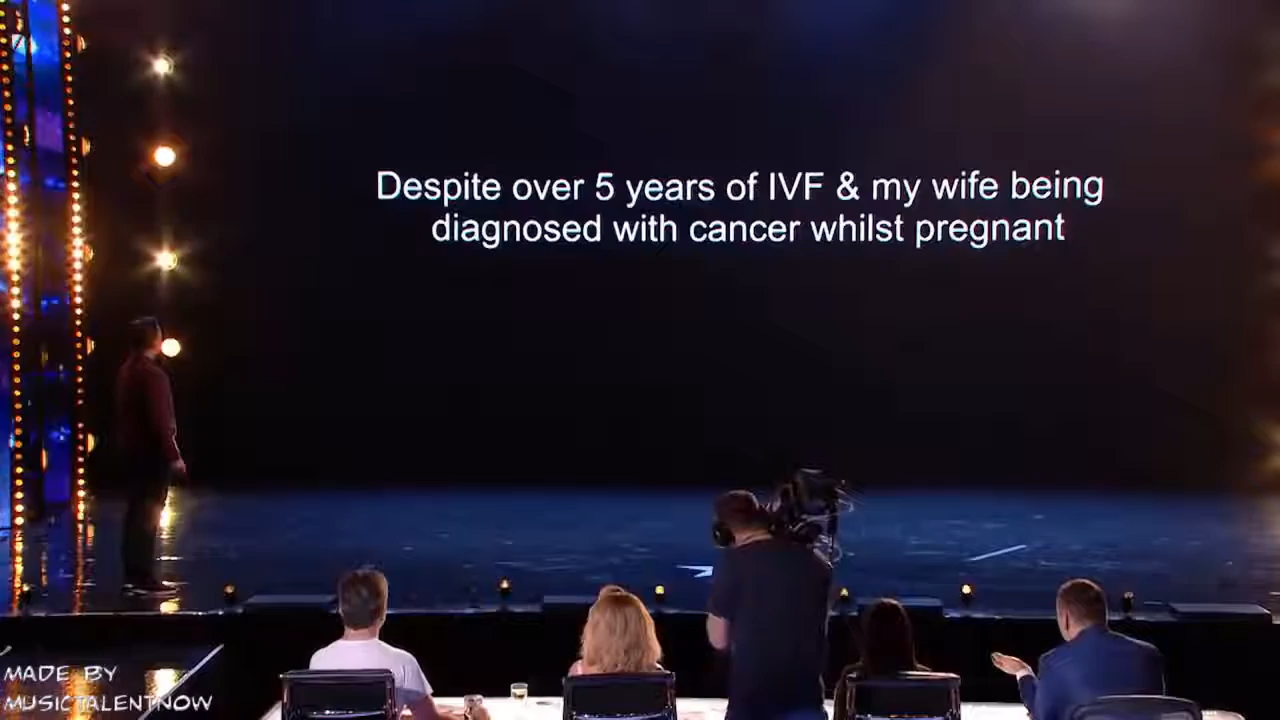 Despite over 5 years of IVF & my wife being
diagnosed with cancer whilst pregnant
MADE BY
MUSICTALENTNOW